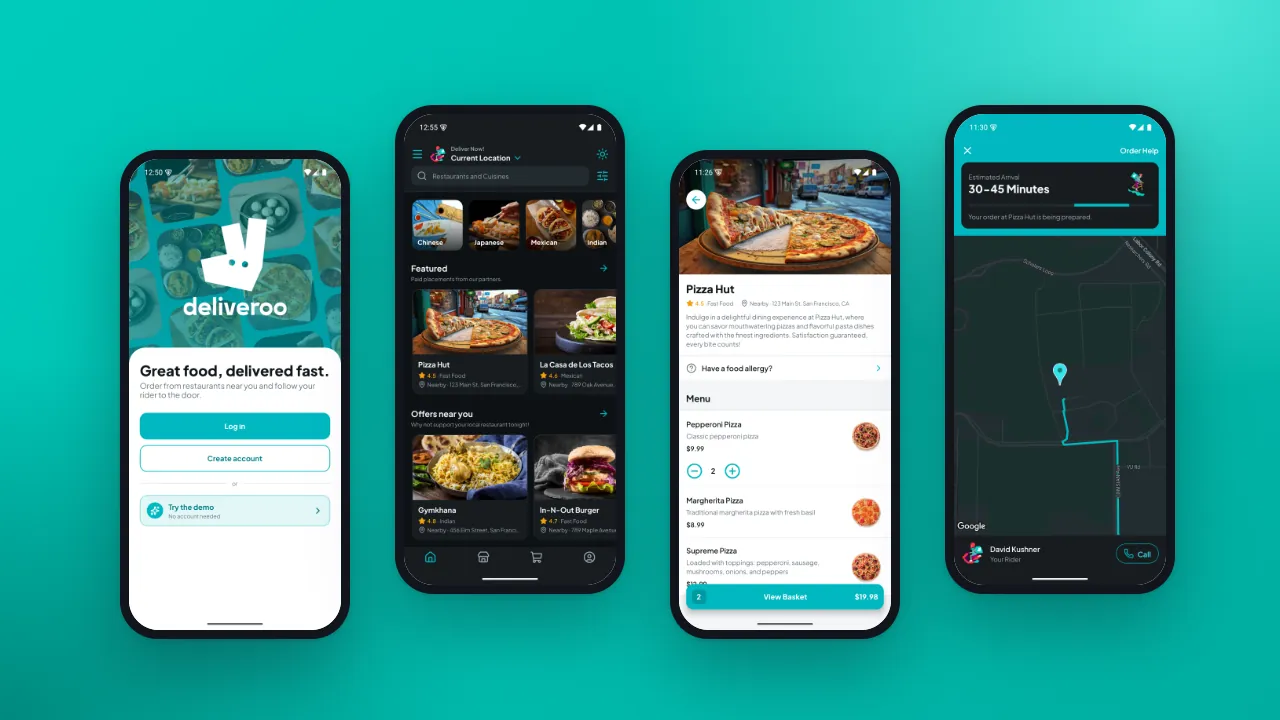 12:50
deliveroo
Great food, delivered fast.
Order from restaurants near you and follow your
rider to the door.
Log in
Create account
or
Try the demo
No account needed
12:55
Deliver Now!
Current Location
Restaurants and Cuisines
Chinese
Japanese
Mexican
Indian
Featured
Paid placements from our partners.
Pizza Hut
4.5 Fast Food
Nearby · 123 Main St, San Francisc...
La Casa de Los Tacos
4.6 Mexican
Nearby · 789 Oak Avenue
Offers near you
Why not support your local restaurant tonight!
Gymkhana
4.8 Indian
Nearby · 456 Elm Street, San Franc...
In-N-Out Burger
4.7 Fast Food
Nearby · 789 Maple Avenue
11:26
Pizza Hut
4.5 Fast Food Nearby · 123 Main St, San Francisco, CA
Indulge in a delightful dining experience at Pizza Hut, where
you can savor mouthwatering pizzas and flavorful pasta dishes
crafted with the finest ingredients. Satisfaction guaranteed,
every bite counts!
Have a food allergy?
Menu
Pepperoni Pizza
Classic pepperoni pizza
$9.99
2
Margherita Pizza
Traditional margherita pizza with fresh basil
$8.99
Supreme Pizza
Loaded with toppings: pepperoni, sausage,
mushrooms, onions, and peppers
2 View Basket $19.98
11:30
Order Help
Estimated Arrival
30-45 Minutes
Your order at Pizza Hut is being prepared.
Google
David Kushner
Your Rider
Call